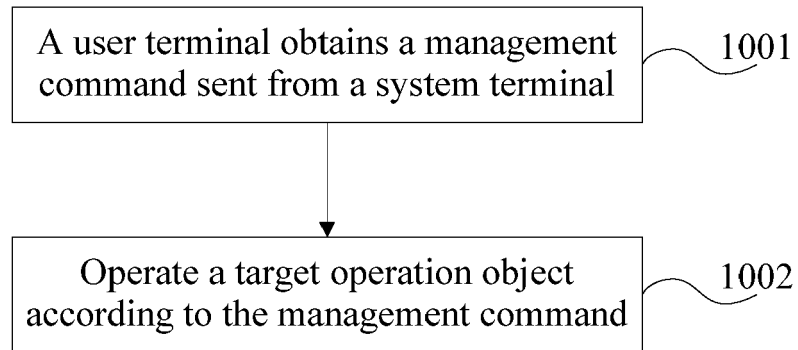 A user terminal obtains a management
command sent from a system terminal
1001
Operate a target operation object
according to the management command
1002